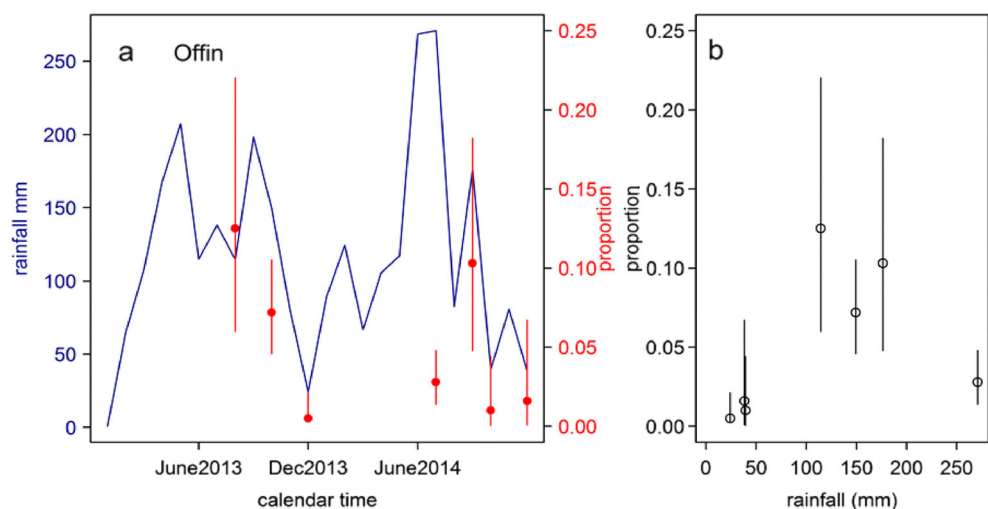 a Offin
rainfall mm
250
200
150
100
50
0
0.25
0.20
0.15
0.10
0.05
0.00
proportion
June2013 Dec2013 June2014
calendar time
b
proportion
0.25
0.20
0.15
0.10
0.05
0.00
0 50 100 150 200 250
rainfall (mm)